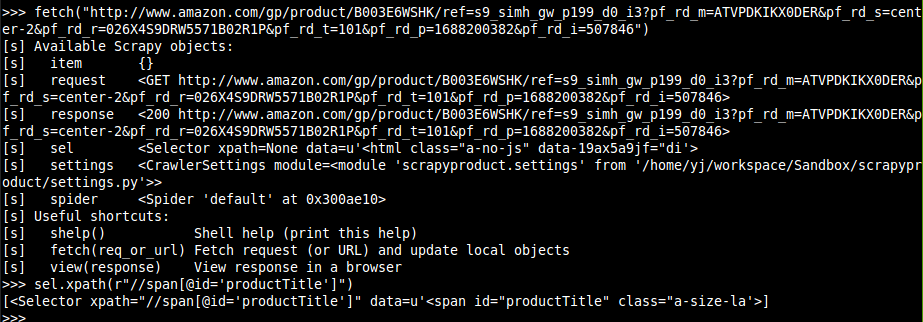 >>> fetch("http://www.amazon.com/gp/product/B003E6WSHK/ref=s9_simh_gw_p199_d0_i3?pf_rd_m=ATVPDKIKX0DER&pf_rd_s=cent
er-2&pf_rd_r=026X4S9DRW5571B02R1P&pf_rd_t=101&pf_rd_p=1688200382&pf_rd_i=507846")
[s] Available Scrapy objects:
[s]   item       {}
[s]   request    <GET http://www.amazon.com/gp/product/B003E6WSHK/ref=s9_simh_gw_p199_d0_i3?pf_rd_m=ATVPDKIKX0DER&p
f_rd_s=center-2&pf_rd_r=026X4S9DRW5571B02R1P&pf_rd_t=101&pf_rd_p=1688200382&pf_rd_i=507846>
[s]   response   <200 http://www.amazon.com/gp/product/B003E6WSHK/ref=s9_simh_gw_p199_d0_i3?pf_rd_m=ATVPDKIKX0DER&p
f_rd_s=center-2&pf_rd_r=026X4S9DRW5571B02R1P&pf_rd_t=101&pf_rd_p=1688200382&pf_rd_i=507846>
[s]   sel        <Selector xpath=None data=u'<html class="a-no-js" data-19ax5a9jf="di'>
[s]   settings   <CrawlerSettings module=<module 'scrapyproduct.settings' from '/home/yj/workspace/Sandbox/scrapypr
oduct/settings.py'>>
[s]   spider     <Spider 'default' at 0x300ae10>
[s] Useful shortcuts:
[s]   shelp()           Shell help (print this help)
[s]   fetch(req_or_url) Fetch request (or URL) and update local objects
[s]   view(response)    View response in a browser
>>> sel.xpath(r"//span[@id='productTitle']")
[<Selector xpath="//span[@id='productTitle']" data=u'<span id="productTitle" class="a-size-la'>]
>>>